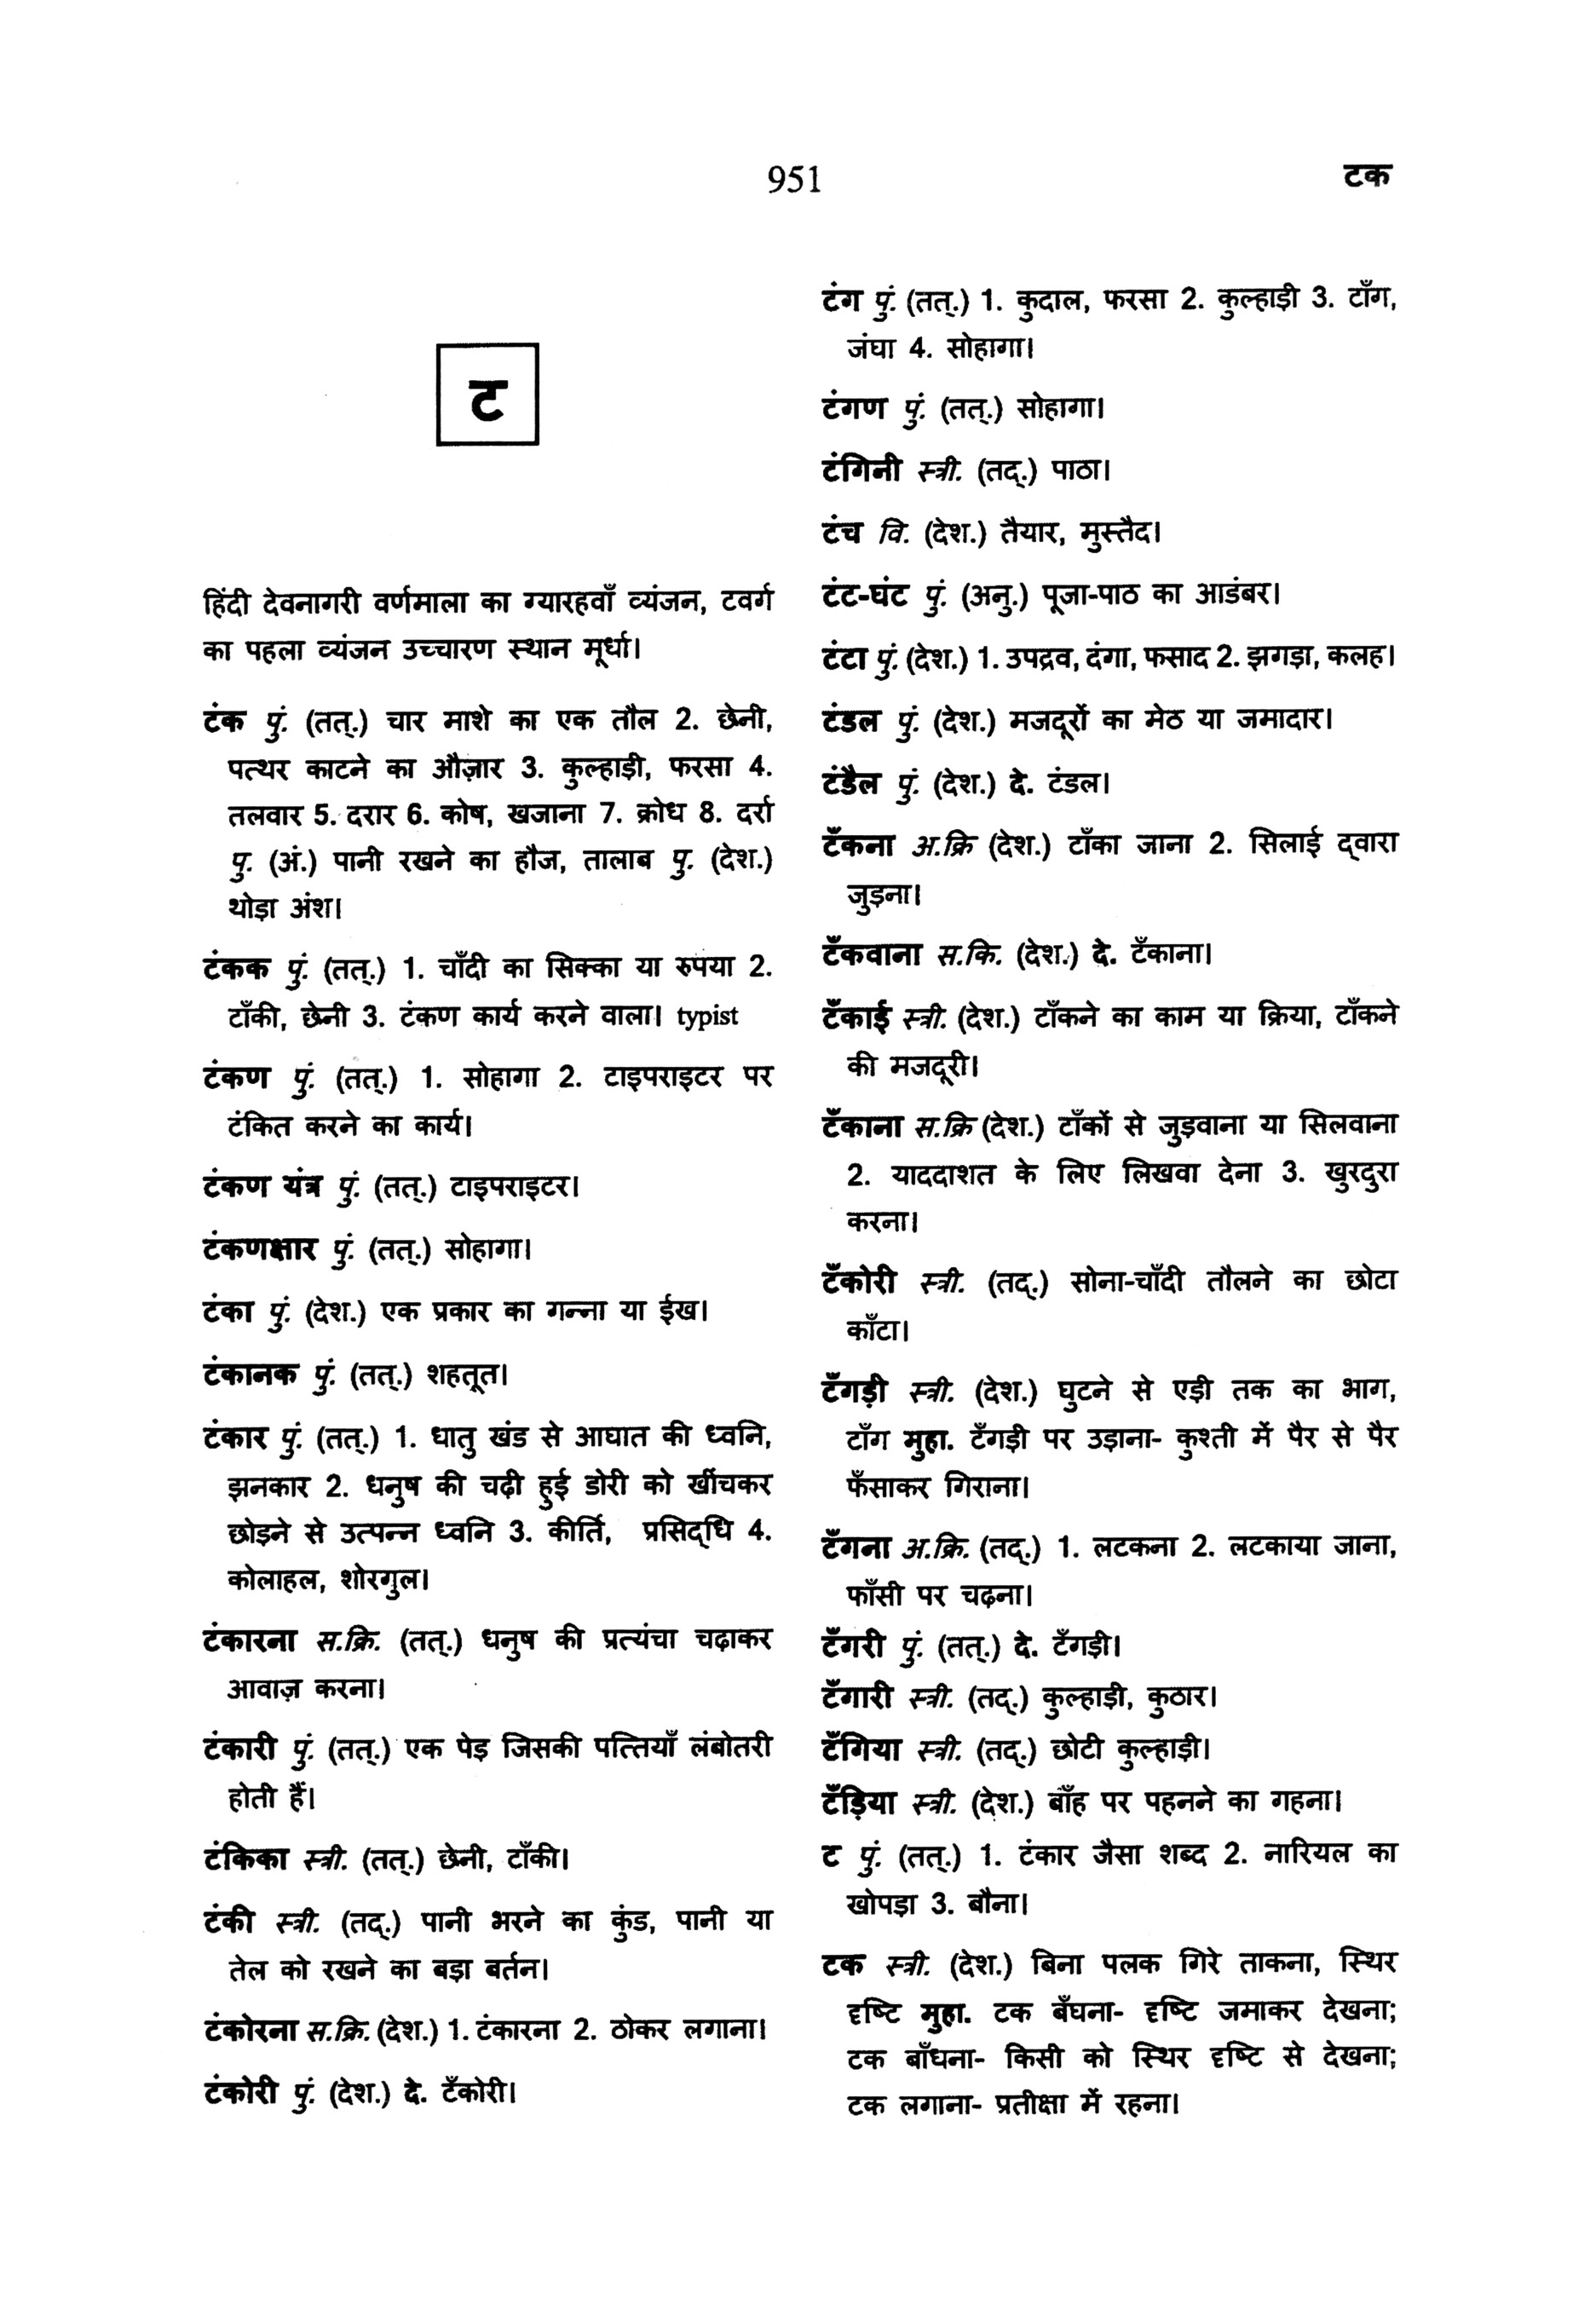 951
टक
ट
हिंदी देवनागरी वर्णमाला का ग्यारहवाँ व्यंजन, टवर्ग
का पहला व्यंजन उच्चारण स्थान मूर्धा।
टंक पुं. (तत्.) चार माशे का एक तौल 2. छेनी,
पत्थर काटने का औज़ार 3. कुल्हाड़ी, फरसा 4.
तलवार 5. दरार 6. कोष, खजाना 7. क्रोध 8. दर्रा
पु. (अं.) पानी रखने का हौज, तालाब पु. (देश.)
थोड़ा अंश।
टंकक पुं. (तत्.) 1. चाँदी का सिक्का या रुपया 2.
टाँकी, छेनी 3. टंकण कार्य करने वाला। typist
टंकण पुं. (तत्.) 1. सोहागा 2. टाइपराइटर पर
टंकित करने का कार्य।
टंकण यंत्र पुं. (तत्.) टाइपराइटर।
टंकणक्षार पुं. (तत्.) सोहागा।
टंका पुं. (देश.) एक प्रकार का गन्ना या ईख।
टंकानक पुं. (तत्.) शहतूत।
टंकार पुं. (तत्.) 1. धातु खंड से आघात की ध्वनि,
झनकार 2. धनुष की चढ़ी हुई डोरी को खींचकर
छोड़ने से उत्पन्न ध्वनि 3. कीर्ति, प्रसिद्धि 4.
कोलाहल, शोरगुल।
टंकारना स.क्रि. (तत्.) धनुष की प्रत्यंचा चढ़ाकर
आवाज़ करना।
टंकारी पुं. (तत्.) एक पेड़ जिसकी पत्तियाँ लंबोतरी
होती हैं।
टंकिका स्त्री. (तत्.) छेनी, टाँकी।
टंकी स्त्री. (तद्.) पानी भरने का कुंड, पानी या
तेल को रखने का बड़ा बर्तन।
टंकोरना स.क्रि. (देश.) 1. टंकारना 2. ठोकर लगाना।
टंकोरी पुं. (देश.) दे. टँकोरी।
टंग पुं. (तत्.) 1. कुदाल, फरसा 2. कुल्हाड़ी 3. टाँग,
जंघा 4. सोहागा।
टंगण पुं. (तत्.) सोहागा।
टंगिनी स्त्री. (तद्.) पाठा।
टंच वि. (देश.) तैयार, मुस्तैद।
टंट-घंट पुं. (अनु.) पूजा-पाठ का आडंबर।
टंटा पुं. (देश.) 1. उपद्रव, दंगा, फसाद 2. झगड़ा, कलह।
टंडल पुं. (देश.) मजदूरों का मेठ या जमादार।
टंडैल पुं. (देश.) दे. टंडल।
टँकना अ.क्रि (देश.) टाँका जाना 2. सिलाई द्वारा
जुड़ना।
टँकवाना स.कि. (देश.) दे. टँकाना।
टँकाई स्त्री. (देश.) टाँकने का काम या क्रिया, टाँकने
की मजदूरी।
टँकाना स.क्रि (देश.) टाँकों से जुड़वाना या सिलवाना
2. याददाशत के लिए लिखवा देना 3. खुरदुरा
करना।
टँकोरी स्त्री. (तद्.) सोना-चाँदी तौलने का छोटा
काँटा।
टँगड़ी स्त्री. (देश.) घुटने से एड़ी तक का भाग,
टाँग मुहा. टँगड़ी पर उड़ाना- कुश्ती में पैर से पैर
फँसाकर गिराना।
टँगना अ.क्रि. (तद्.) 1. लटकना 2. लटकाया जाना,
फाँसी पर चढ़ना।
टँगरी पुं. (तत्.) दे. टँगड़ी।
टँगारी स्त्री. (तद्.) कुल्हाड़ी, कुठार।
टँगिया स्त्री. (तद्.) छोटी कुल्हाड़ी।
टँड़िया स्त्री. (देश.) बाँह पर पहनने का गहना।
ट पुं. (तत्.) 1. टंकार जैसा शब्द 2. नारियल का
खोपड़ा 3. बौना।
टक स्त्री. (देश.) बिना पलक गिरे ताकना, स्थिर
दृष्टि मुहा. टक बँघना- दृष्टि जमाकर देखना;
टक बाँधना- किसी को स्थिर दृष्टि से देखना;
टक लगाना- प्रतीक्षा में रहना।